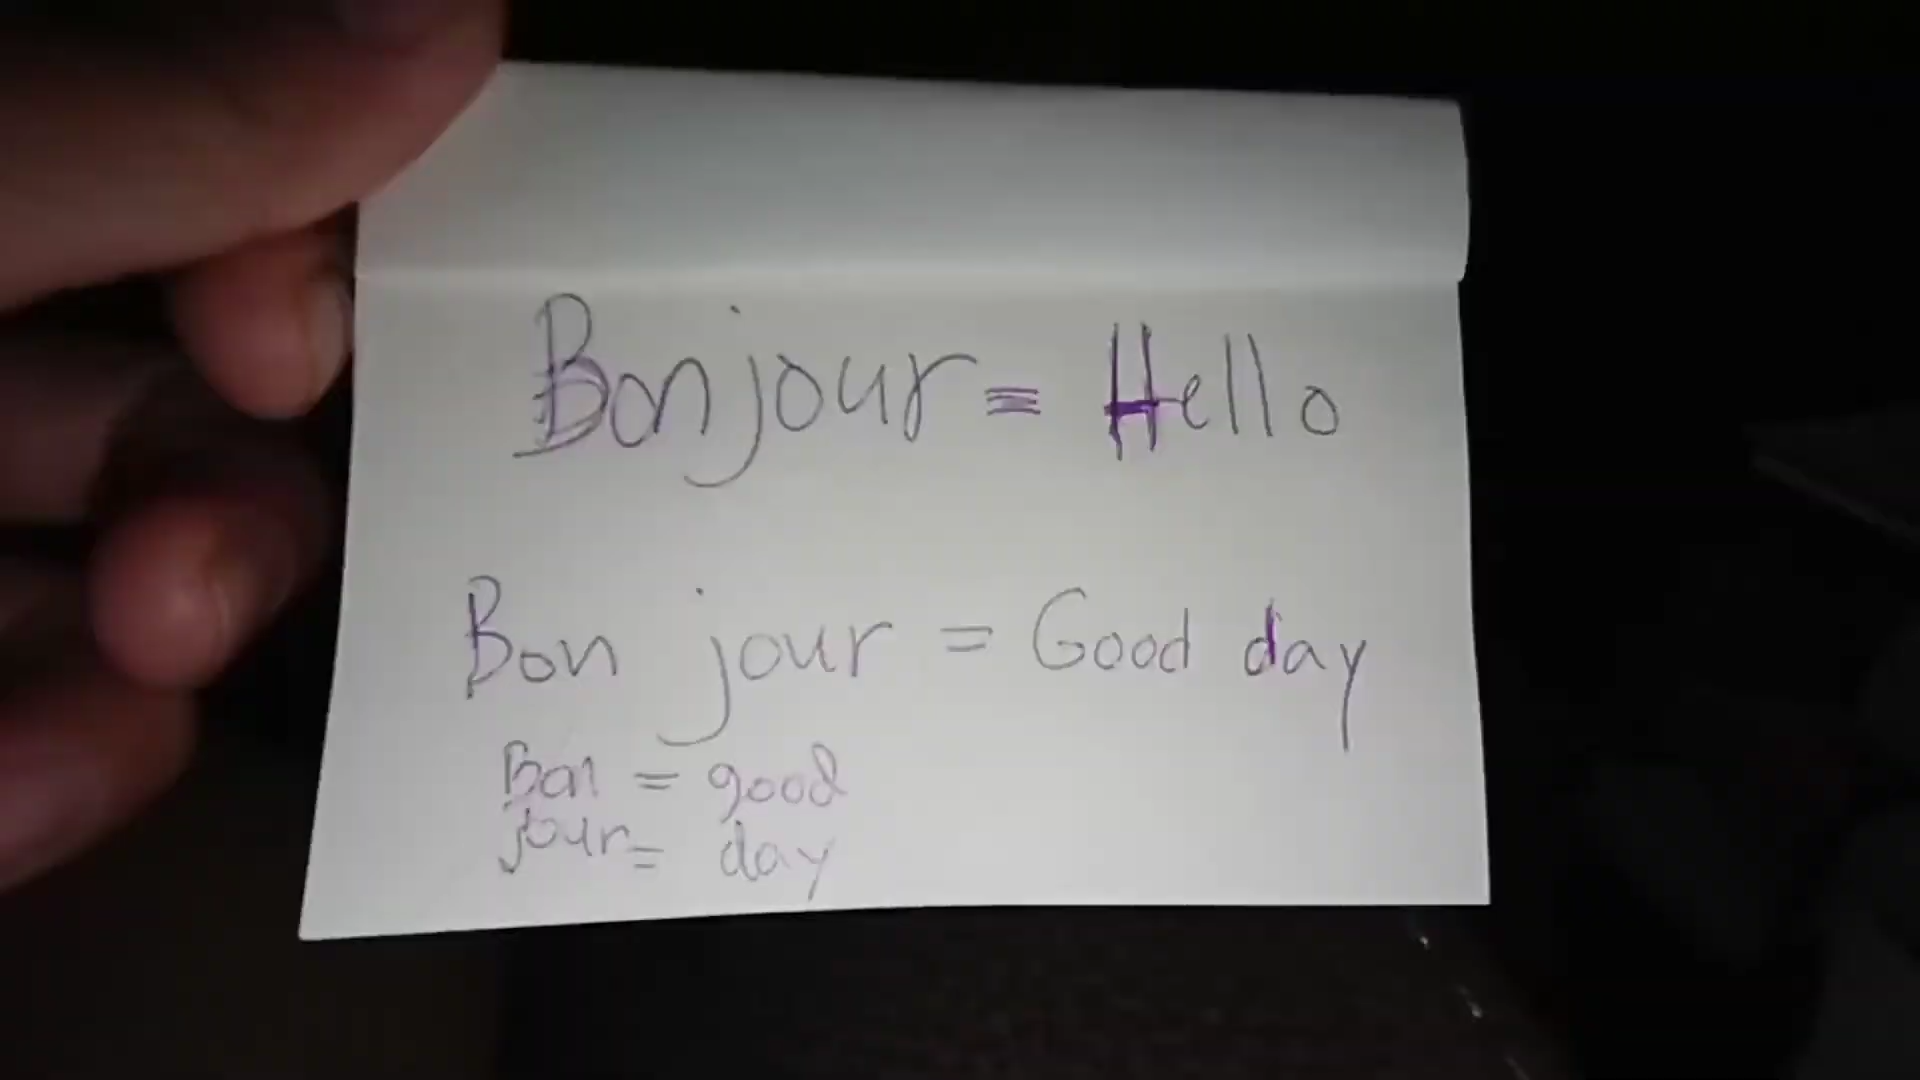 Bonjour = Hello
Bon jour = Good day
Bon = good
jour = day